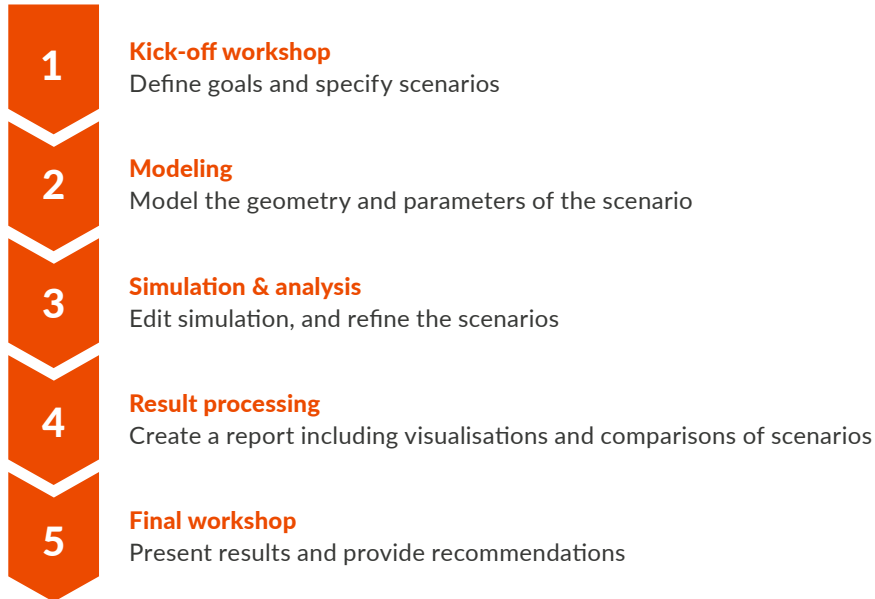 1
Kick-off workshop
Define goals and specify scenarios
2
Modeling
Model the geometry and parameters of the scenario
3
Simulation & analysis
Edit simulation, and refine the scenarios
4
Result processing
Create a report including visualisations and comparisons of scenarios
5
Final workshop
Present results and provide recommendations